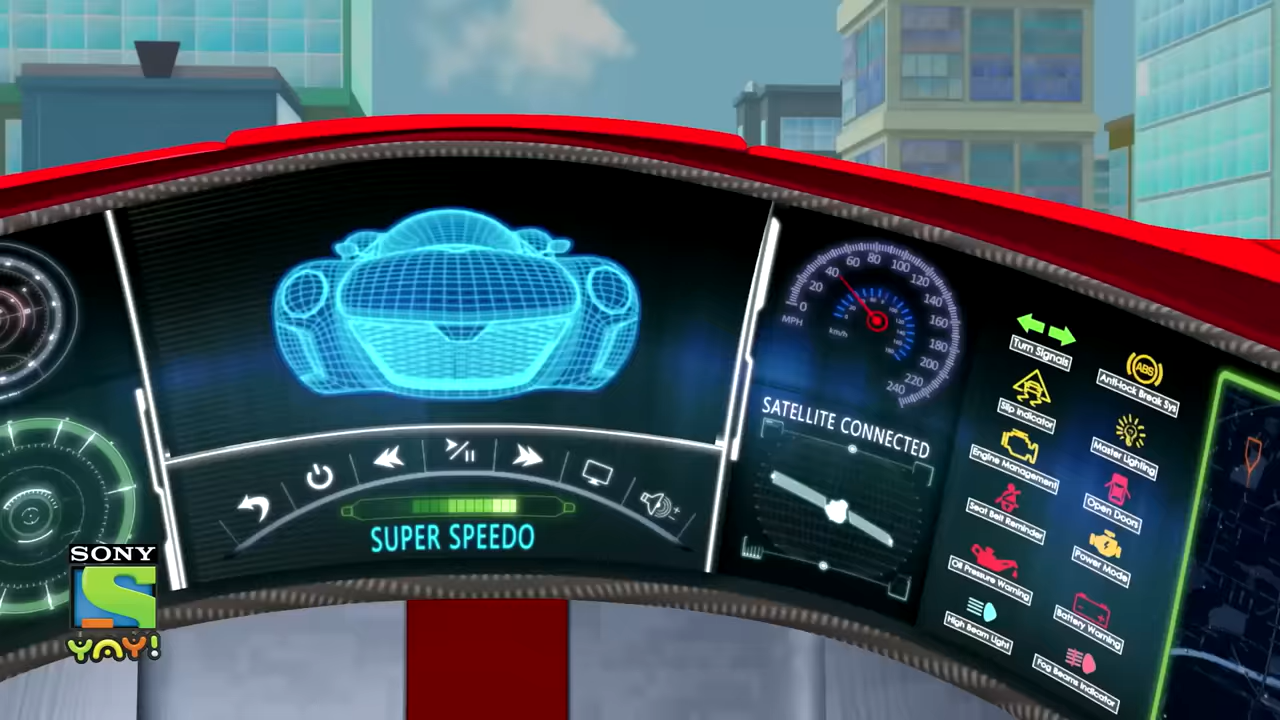 0
20
40
60
80
100
120
140
160
180
200
220
240
MPH
km/h
SATELLITE CONNECTED
SUPER SPEEDO
Turn Signals
ABS
Anti-lock Break Sys
Slip Indicator
Master Lighting
Engine Management
Open Doors
Seat Belt Reminder
Power Mode
Oil Pressure Warning
Battery Warning
High Beam Light
Fog Beams Indicator
SONY
YAY!